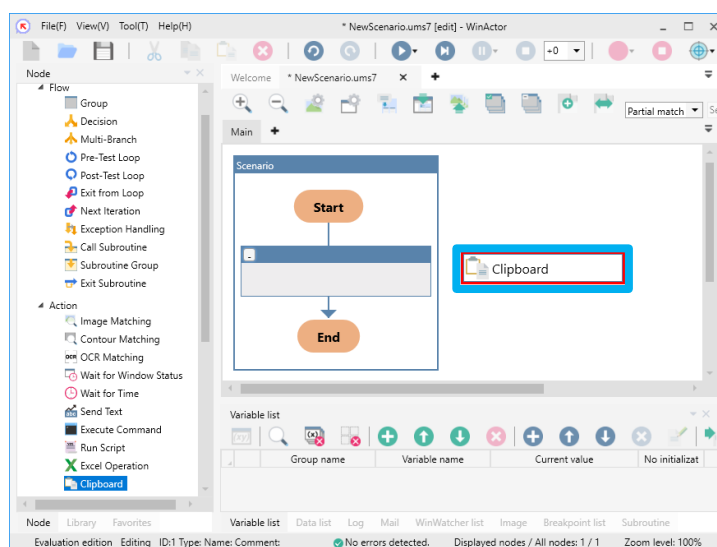 File(F) View(V) Tool(T) Help(H) * NewScenario.ums7 [edit] - WinActor
+0
Node
Welcome * NewScenario.ums7
Flow
Group
Decision
Multi-Branch
Pre-Test Loop
Post-Test Loop
Exit from Loop
Next Iteration
Exception Handling
Call Subroutine
Subroutine Group
Exit Subroutine
Action
Image Matching
Contour Matching
OCR Matching
Wait for Window Status
Wait for Time
Send Text
Execute Command
Run Script
Excel Operation
Clipboard
Node Library Favorites
Partial match Se
Main
Scenario
Start
End
Clipboard
Variable list
Group name Variable name Current value No initializat
Variable list Data list Log Mail WinWatcher list Image Breakpoint list Subroutine
Evaluation edition Editing ID:1 Type: Name: Comment: No errors detected. Displayed nodes / All nodes: 1 / 1 Zoom level: 100%